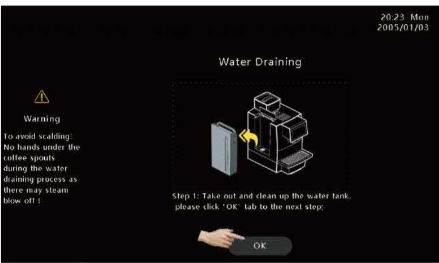 20:23 Mon
2005/01/03
Water Draining
Warning
To avoid scalding!
No hands under the
coffee spouts
during the water
draining process as
there may steam
blow off !
Step 1: Take out and clean up the water tank,
please click "OK" tab to the next step;
OK